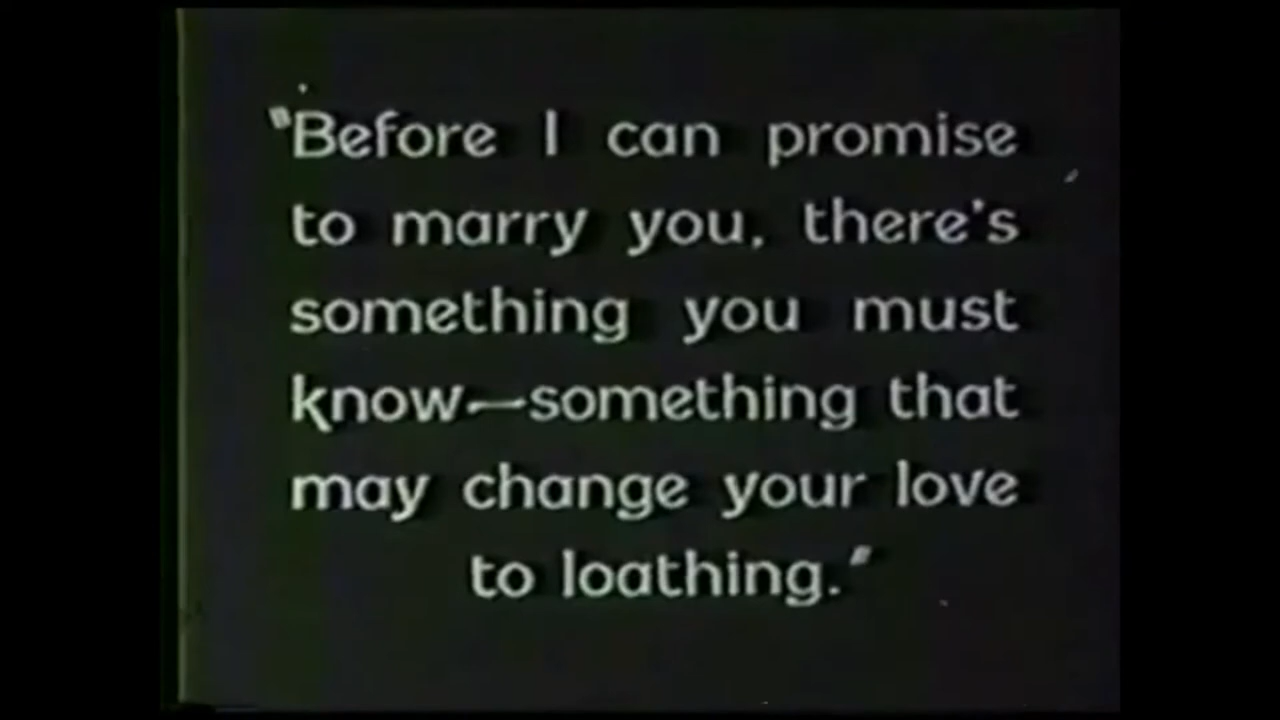 "Before I can promise
to marry you, there's
something you must
know—something that
may change your love
to loathing."